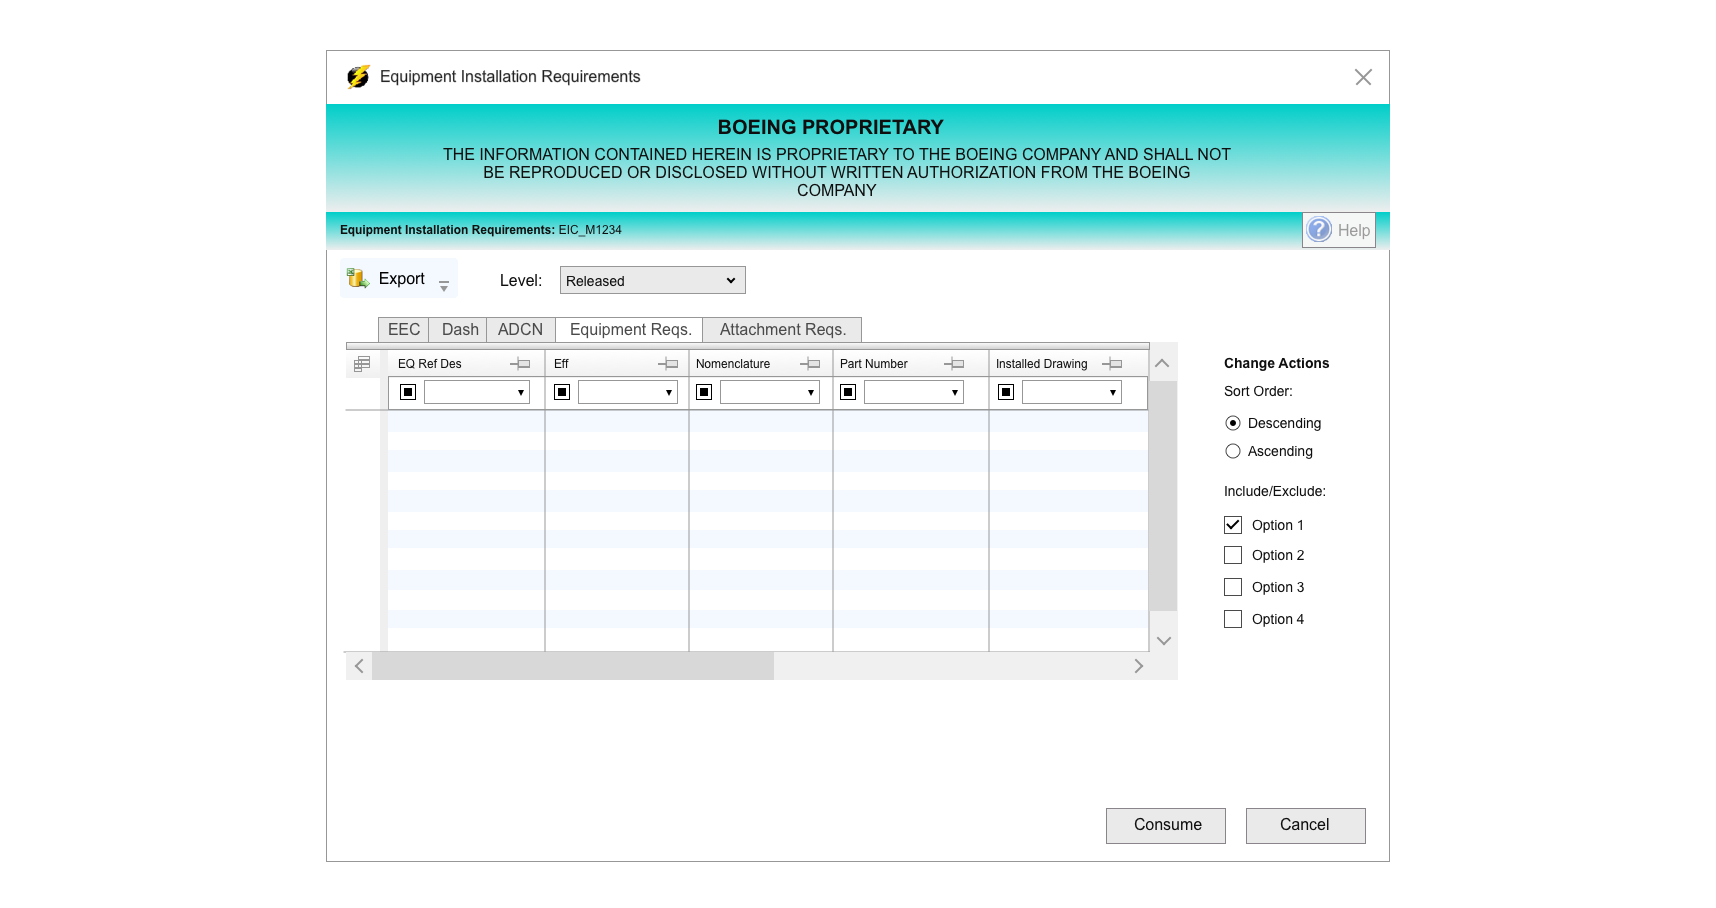 Equipment Installation Requirements
BOEING PROPRIETARY
THE INFORMATION CONTAINED HEREIN IS PROPRIETARY TO THE BOEING COMPANY AND SHALL NOT
BE REPRODUCED OR DISCLOSED WITHOUT WRITTEN AUTHORIZATION FROM THE BOEING
COMPANY
Equipment Installation Requirements: EIC_M1234
? Help
Export
Level: Released
EEC Dash ADCN Equipment Reqs. Attachment Reqs.
EQ Ref Des Eff Nomenclature Part Number Installed Drawing
Change Actions
Sort Order:
Descending
Ascending
Include/Exclude:
Option 1
Option 2
Option 3
Option 4
Consume Cancel